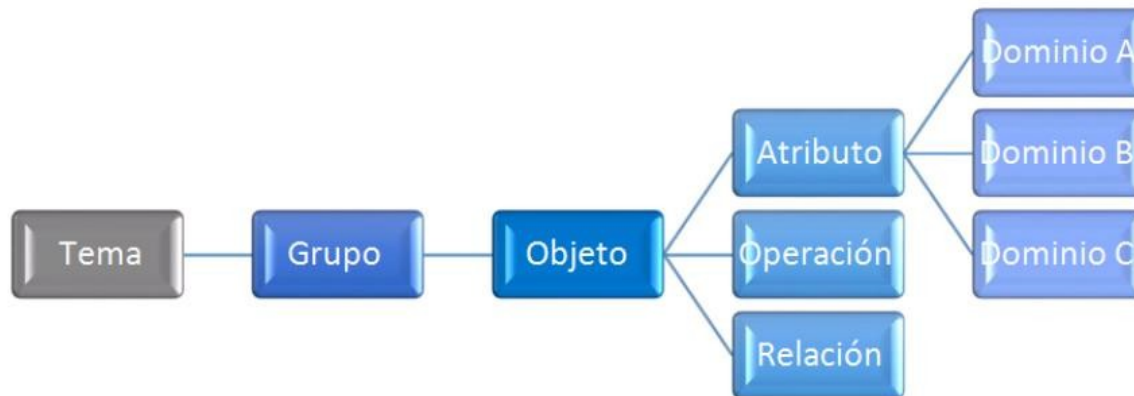 Tema
Grupo
Objeto
Atributo
Operación
Relación
Dominio A
Dominio B
Dominio C